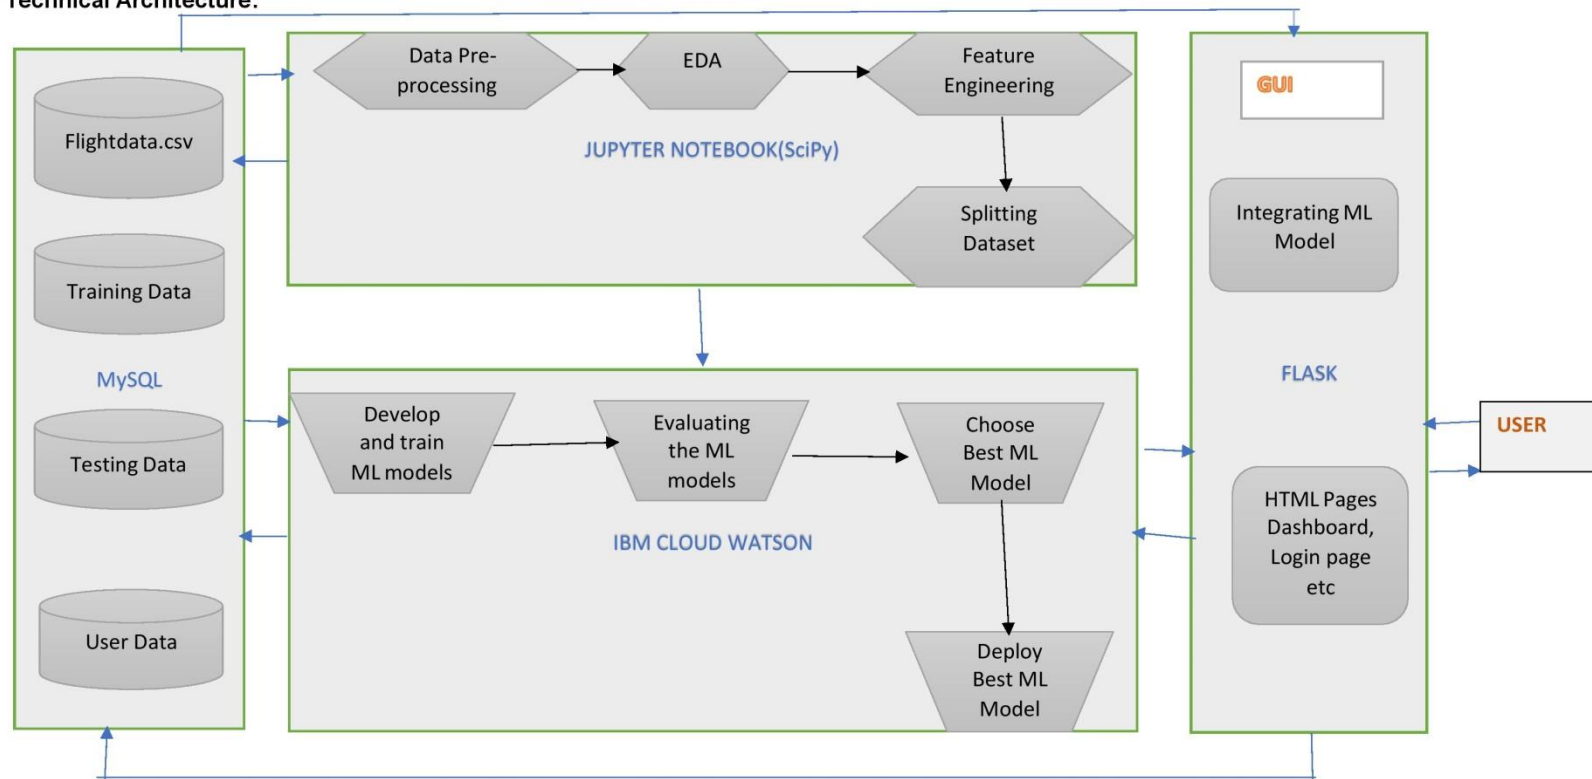 Technical Architecture:
Flightdata.csv
Training Data
MySQL
Testing Data
User Data
Data Pre-
processing
EDA
Feature
Engineering
JUPYTER NOTEBOOK(SciPy)
Splitting
Dataset
Develop
and train
ML models
Evaluating
the ML
models
Choose
Best ML
Model
IBM CLOUD WATSON
Deploy
Best ML
Model
GUI
Integrating ML
Model
FLASK
HTML Pages
Dashboard,
Login page
etc
USER